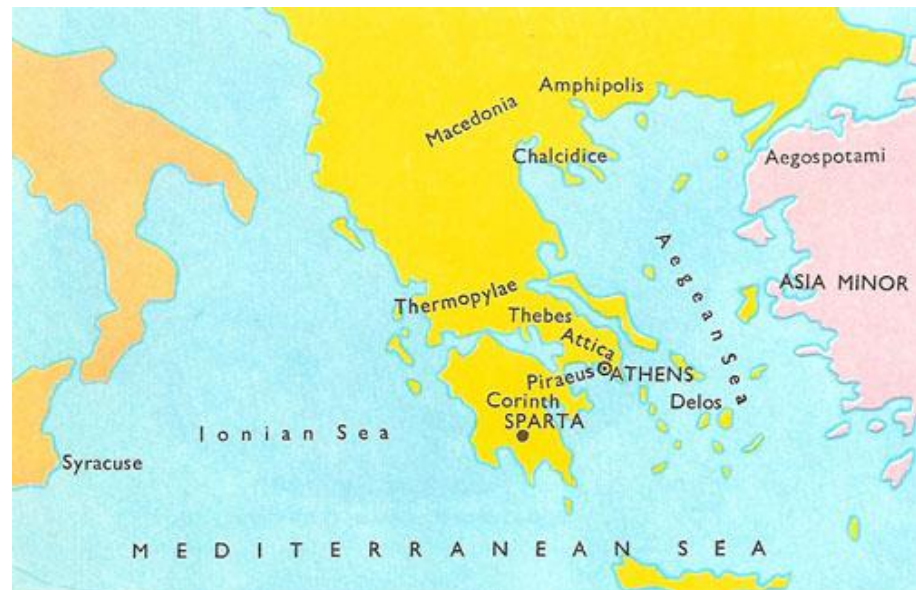 Amphipolis
Macedonia
Chalcidice
Aegospotami
Aegean Sea
ASIA MINOR
Thermopylae
Thebes
Attica
Piraeus
ATHENS
Corinth
Delos
SPARTA
Ionian Sea
Syracuse
MEDITERRANEAN SEA